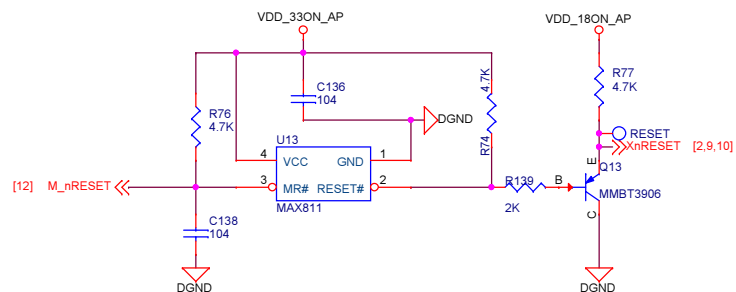 VDD_33ON_AP
VDD_18ON_AP
C136
104
4.7K
R74
R77
4.7K
R76
4.7K
DGND
RESET
XnRESET [2,9,10]
U13
4 VCC GND 1
[12] M_nRESET
3 MR# RESET# 2
MAX811
R139
2K
B
E
C
Q13
MMBT3906
C138
104
DGND
DGND